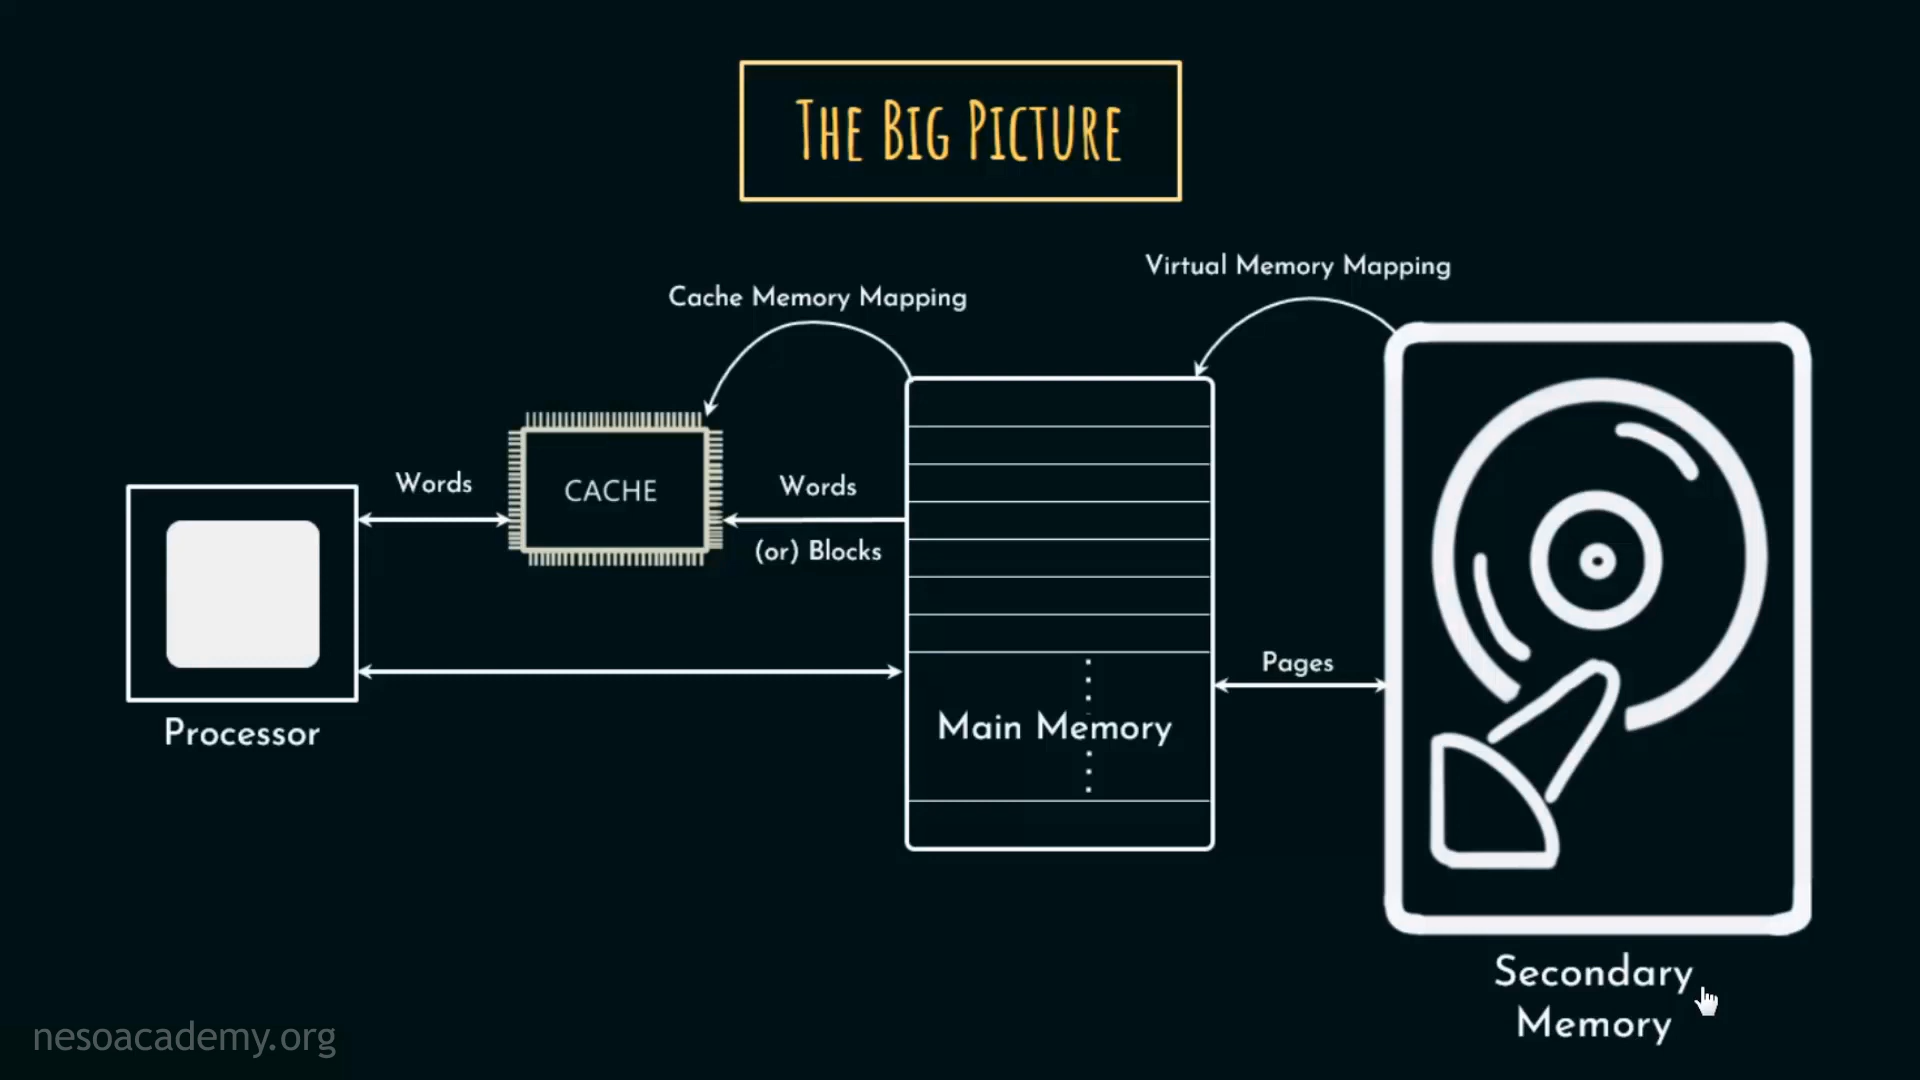 THE BIG PICTURE
Virtual Memory Mapping
Cache Memory Mapping
Words
CACHE
Words
(or) Blocks
Pages
Main Memory
Processor
Secondary
Memory
nesoacademy.org